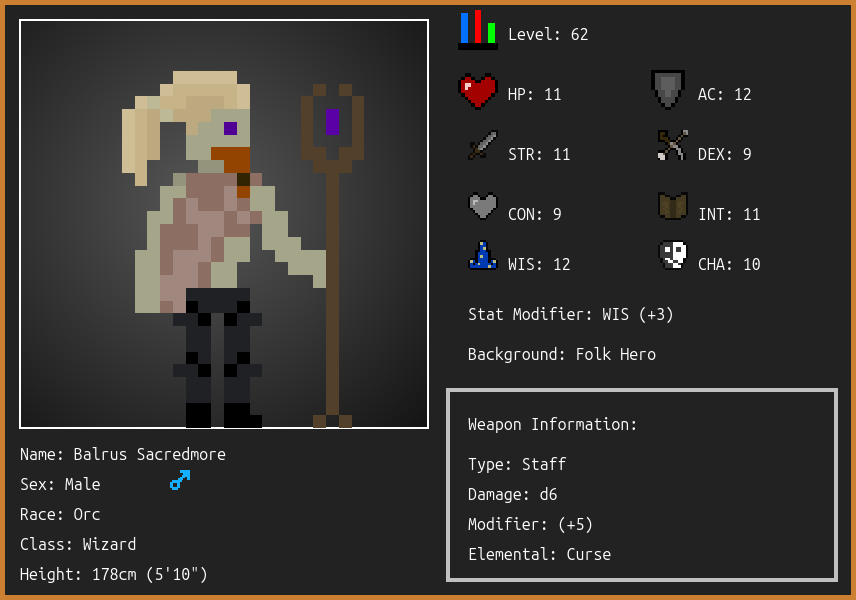 Level: 62
HP: 11
AC: 12
STR: 11
DEX: 9
CON: 9
INT: 11
WIS: 12
CHA: 10
Stat Modifier: WIS (+3)
Background: Folk Hero
Weapon Information:
Type: Staff
Damage: d6
Modifier: (+5)
Elemental: Curse
Name: Balrus Sacredmore
Sex: Male
Race: Orc
Class: Wizard
Height: 178cm (5'10")